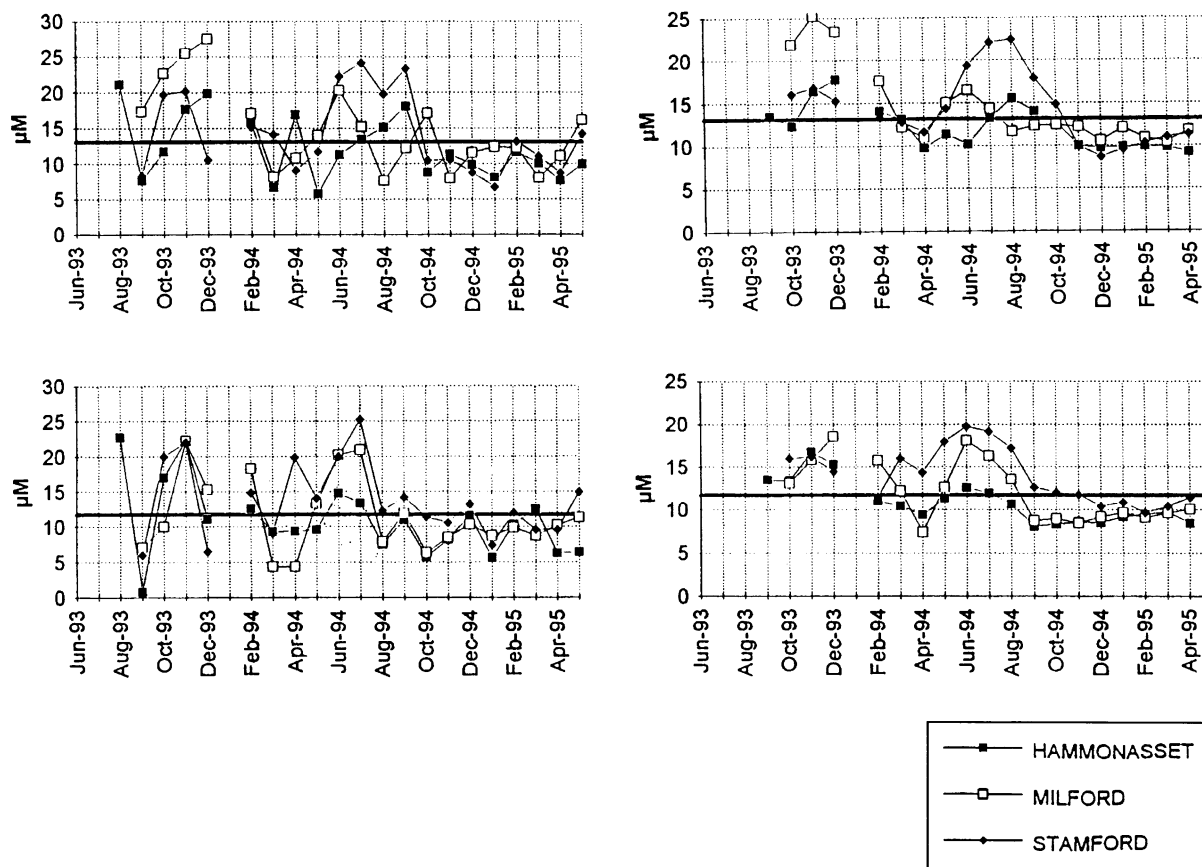 30
25
20
15
10
5
0
µM
Jun-93
Aug-93
Oct-93
Dec-93
Feb-94
Apr-94
Jun-94
Aug-94
Oct-94
Dec-94
Feb-95
Apr-95
25
20
15
10
5
0
µM
Jun-93
Aug-93
Oct-93
Dec-93
Feb-94
Apr-94
Jun-94
Aug-94
Oct-94
Dec-94
Feb-95
Apr-95
30
25
20
15
10
5
0
µM
Jun-93
Aug-93
Oct-93
Dec-93
Feb-94
Apr-94
Jun-94
Aug-94
Oct-94
Dec-94
Feb-95
Apr-95
25
20
15
10
5
0
µM
Jun-93
Aug-93
Oct-93
Dec-93
Feb-94
Apr-94
Jun-94
Aug-94
Oct-94
Dec-94
Feb-95
Apr-95
HAMMONASSET
MILFORD
STAMFORD